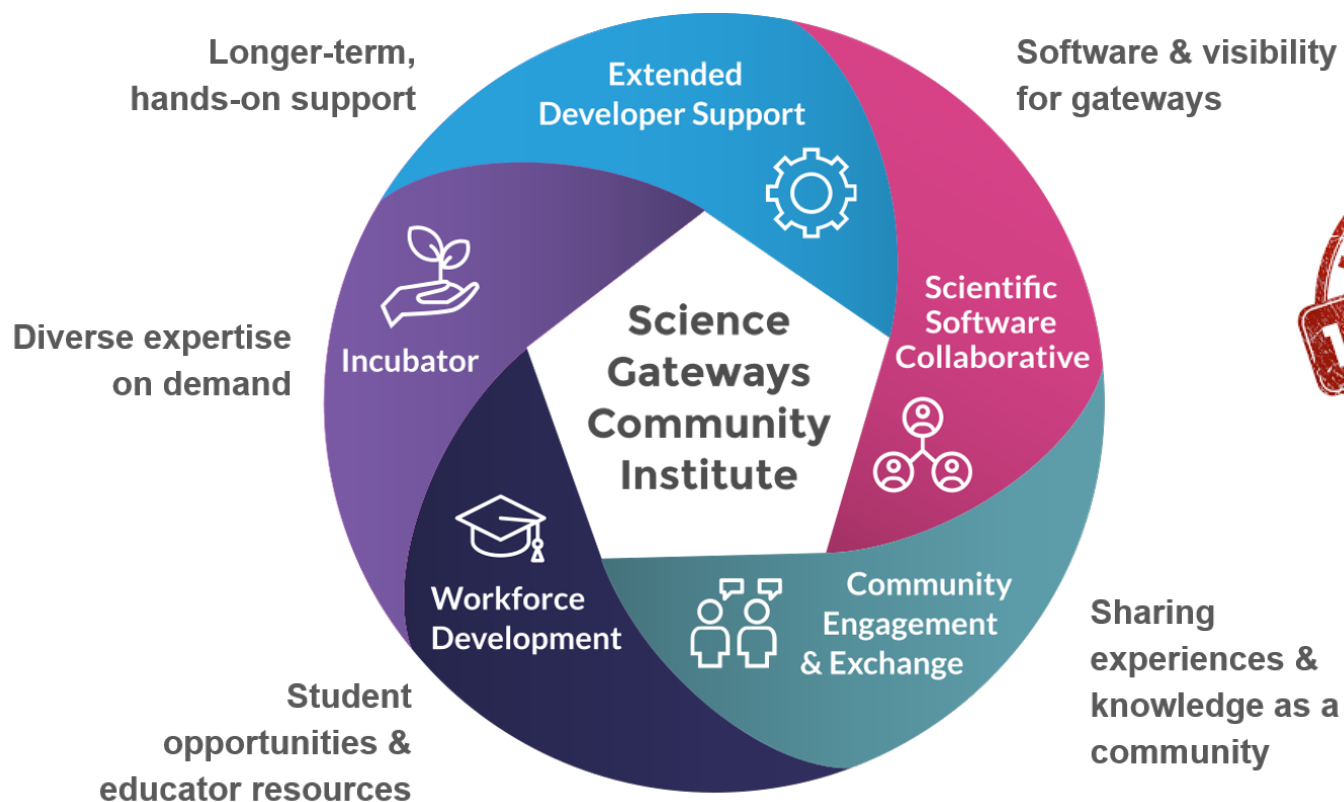 Longer-term,
hands-on support
Extended
Developer Support
Software & visibility
for gateways
Diverse expertise
on demand
Incubator
Science
Gateways
Community
Institute
Scientific
Software
Collaborative
Workforce
Development
Community
Engagement
& Exchange
Student
opportunities &
educator resources
Sharing
experiences &
knowledge as a
community